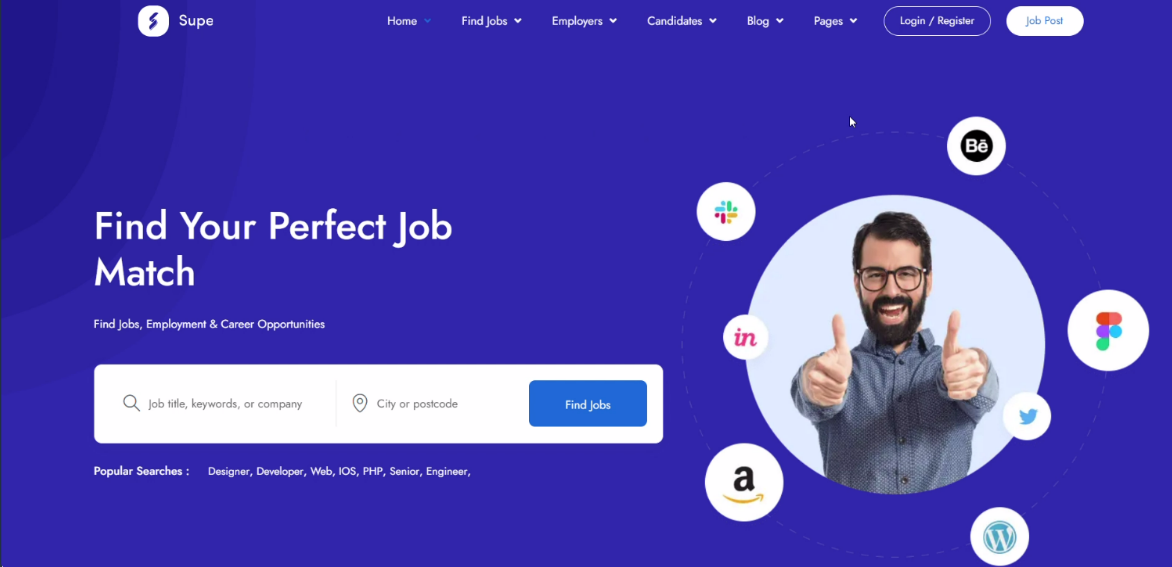 Supe
Home Find Jobs Employers Candidates Blog Pages Login / Register Job Post
Bē
Find Your Perfect Job
Match
Find Jobs, Employment & Career Opportunities
in
Job title, keywords, or company City or postcode Find Jobs
Popular Searches : Designer, Developer, Web, IOS, PHP, Senior, Engineer,
a
W